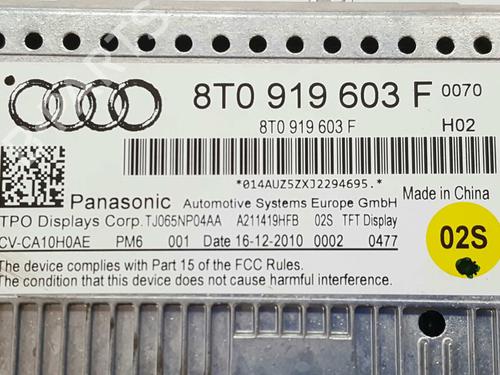 8T0 919 603 F 0070
8T0 919 603 F H02
*014AUZ5ZXJ2294695.*
Panasonic Automotive Systems Europe GmbH
Made in China
TPO Displays Corp. TJ065NP04AA A211419HFB 02S TFT Display
CV-CA10H0AE PM6 001 Date 16-12-2010 0002 0477
02S
The device complies with Part 15 of the FCC Rules.
The condition that this device does not cause harmful interference.